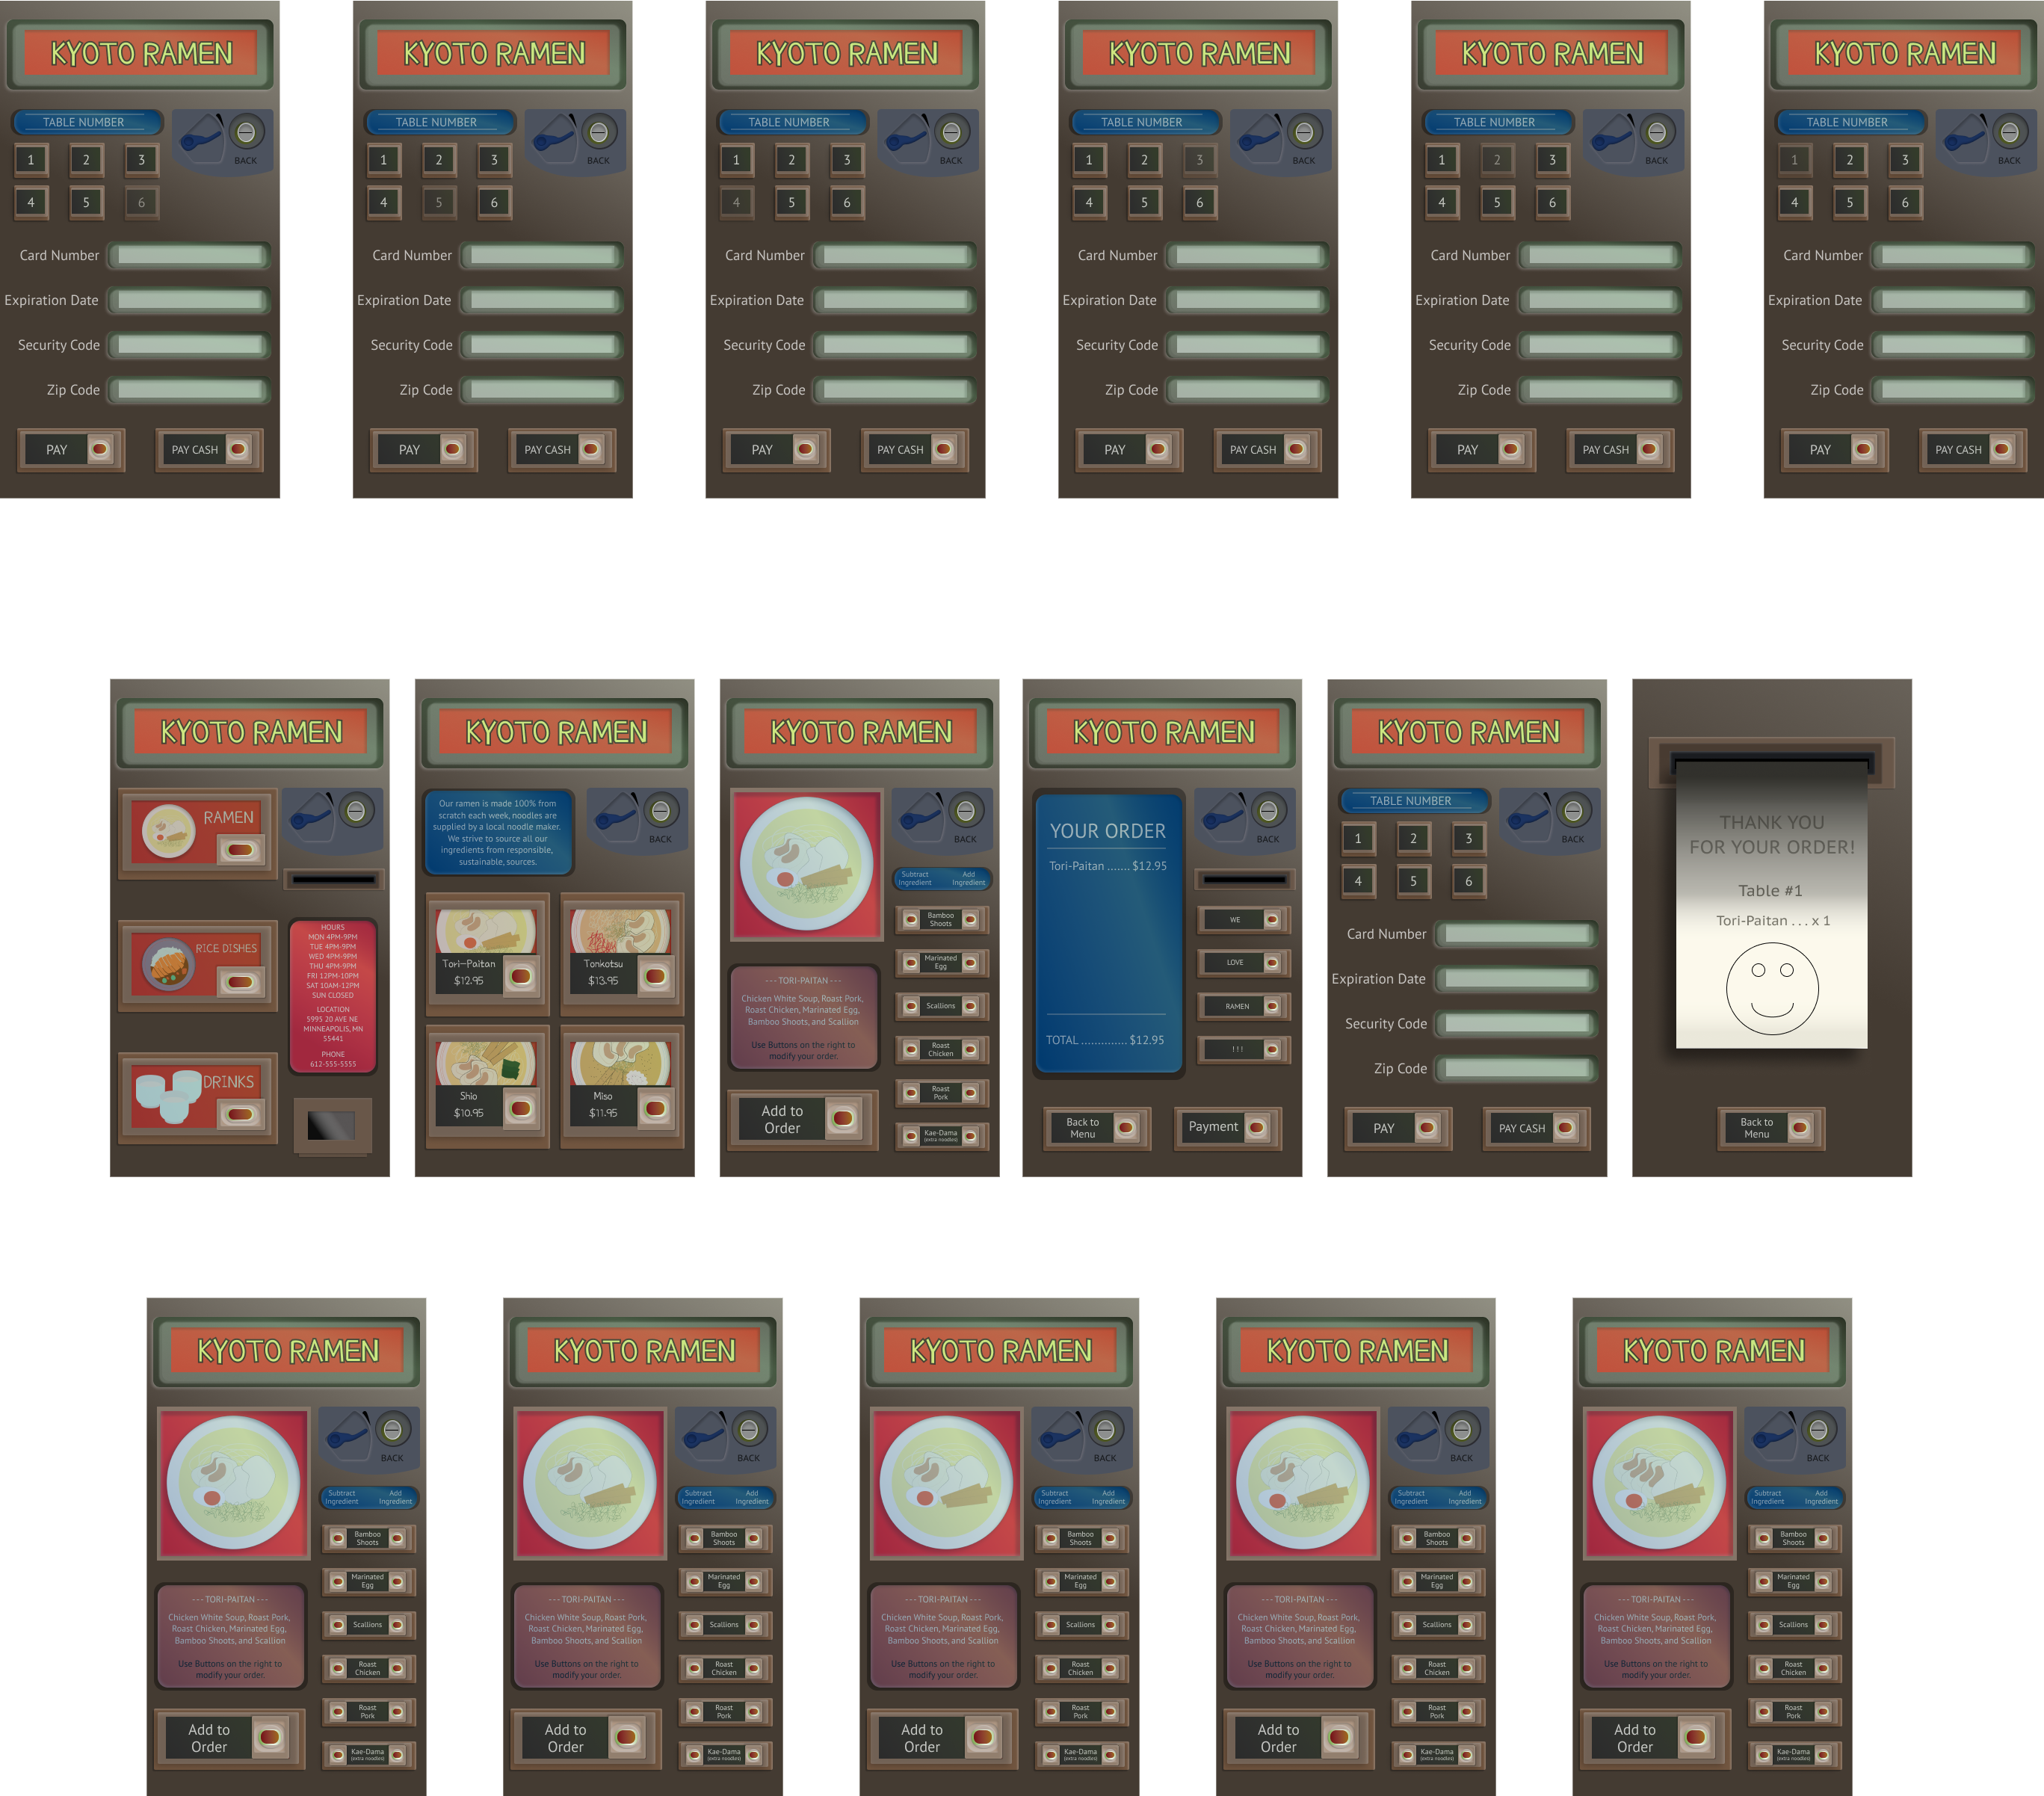 KYOTO RAMEN
TABLE NUMBER
BACK
1 2 3
4 5 6
Card Number
Expiration Date
Security Code
Zip Code
PAY
PAY CASH
KYOTO RAMEN
TABLE NUMBER
BACK
1 2 3
4 5 6
Card Number
Expiration Date
Security Code
Zip Code
PAY
PAY CASH
KYOTO RAMEN
TABLE NUMBER
BACK
1 2 3
4 5 6
Card Number
Expiration Date
Security Code
Zip Code
PAY
PAY CASH
KYOTO RAMEN
TABLE NUMBER
BACK
1 2 3
4 5 6
Card Number
Expiration Date
Security Code
Zip Code
PAY
PAY CASH
KYOTO RAMEN
TABLE NUMBER
BACK
1 2 3
4 5 6
Card Number
Expiration Date
Security Code
Zip Code
PAY
PAY CASH
KYOTO RAMEN
TABLE NUMBER
BACK
1 2 3
4 5 6
Card Number
Expiration Date
Security Code
Zip Code
PAY
PAY CASH
KYOTO RAMEN
RAMEN
RICE DISHES
DRINKS
HOURS
MON 4PM-9PM
TUE 4PM-9PM
WED 4PM-9PM
THU 4PM-9PM
FRI 12PM-10PM
SAT 10AM-12PM
SUN CLOSED
LOCATION
5995 20 AVE NE
MINNEAPOLIS, MN
55441
PHONE
612-555-5555
KYOTO RAMEN
Our ramen is made 100% from
scratch each week, noodles are
supplied by a local noodle maker.
We strive to source all our
ingredients from responsible,
sustainable, sources.
BACK
Tori-Paitan
$12.95
Tonkotsu
$13.95
Shio
$10.95
Miso
$11.95
KYOTO RAMEN
BACK
Subtract
Ingredient
Add
Ingredient
Bamboo
Shoots
Marinated
Egg
Scallions
Roast
Chicken
Roast
Pork
Kae-Dama
(extra noodles)
--- TORI-PAITAN ---
Chicken White Soup, Roast Pork,
Roast Chicken, Marinated Egg,
Bamboo Shoots, and Scallion
Use Buttons on the right to
modify your order.
Add to
Order
KYOTO RAMEN
YOUR ORDER
Tori-Paitan ....... $12.95
TOTAL ............. $12.95
BACK
WE
LOVE
RAMEN
! ! !
Back to
Menu
Payment
KYOTO RAMEN
TABLE NUMBER
BACK
1 2 3
4 5 6
Card Number
Expiration Date
Security Code
Zip Code
PAY
PAY CASH
THANK YOU
FOR YOUR ORDER!
Table #1
Tori-Paitan . . . x 1
Back to
Menu
KYOTO RAMEN
BACK
Subtract
Ingredient
Add
Ingredient
Bamboo
Shoots
Marinated
Egg
Scallions
Roast
Chicken
Roast
Pork
Kae-Dama
(extra noodles)
--- TORI-PAITAN ---
Chicken White Soup, Roast Pork,
Roast Chicken, Marinated Egg,
Bamboo Shoots, and Scallion
Use Buttons on the right to
modify your order.
Add to
Order
KYOTO RAMEN
BACK
Subtract
Ingredient
Add
Ingredient
Bamboo
Shoots
Marinated
Egg
Scallions
Roast
Chicken
Roast
Pork
Kae-Dama
(extra noodles)
--- TORI-PAITAN ---
Chicken White Soup, Roast Pork,
Roast Chicken, Marinated Egg,
Bamboo Shoots, and Scallion
Use Buttons on the right to
modify your order.
Add to
Order
KYOTO RAMEN
BACK
Subtract
Ingredient
Add
Ingredient
Bamboo
Shoots
Marinated
Egg
Scallions
Roast
Chicken
Roast
Pork
Kae-Dama
(extra noodles)
--- TORI-PAITAN ---
Chicken White Soup, Roast Pork,
Roast Chicken, Marinated Egg,
Bamboo Shoots, and Scallion
Use Buttons on the right to
modify your order.
Add to
Order
KYOTO RAMEN
BACK
Subtract
Ingredient
Add
Ingredient
Bamboo
Shoots
Marinated
Egg
Scallions
Roast
Chicken
Roast
Pork
Kae-Dama
(extra noodles)
--- TORI-PAITAN ---
Chicken White Soup, Roast Pork,
Roast Chicken, Marinated Egg,
Bamboo Shoots, and Scallion
Use Buttons on the right to
modify your order.
Add to
Order
KYOTO RAMEN
BACK
Subtract
Ingredient
Add
Ingredient
Bamboo
Shoots
Marinated
Egg
Scallions
Roast
Chicken
Roast
Pork
Kae-Dama
(extra noodles)
--- TORI-PAITAN ---
Chicken White Soup, Roast Pork,
Roast Chicken, Marinated Egg,
Bamboo Shoots, and Scallion
Use Buttons on the right to
modify your order.
Add to
Order